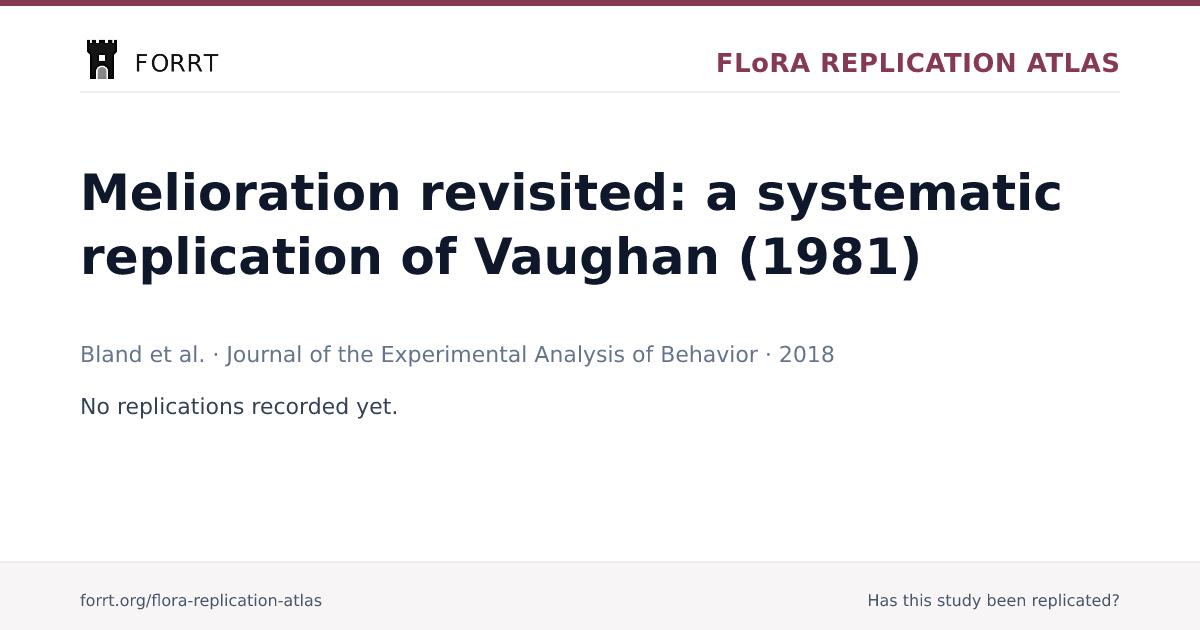 FORRT
FLoRA REPLICATION ATLAS
Melioration revisited: a systematic
replication of Vaughan (1981)
Bland et al. · Journal of the Experimental Analysis of Behavior · 2018
No replications recorded yet.
forrt.org/flora-replication-atlas
Has this study been replicated?